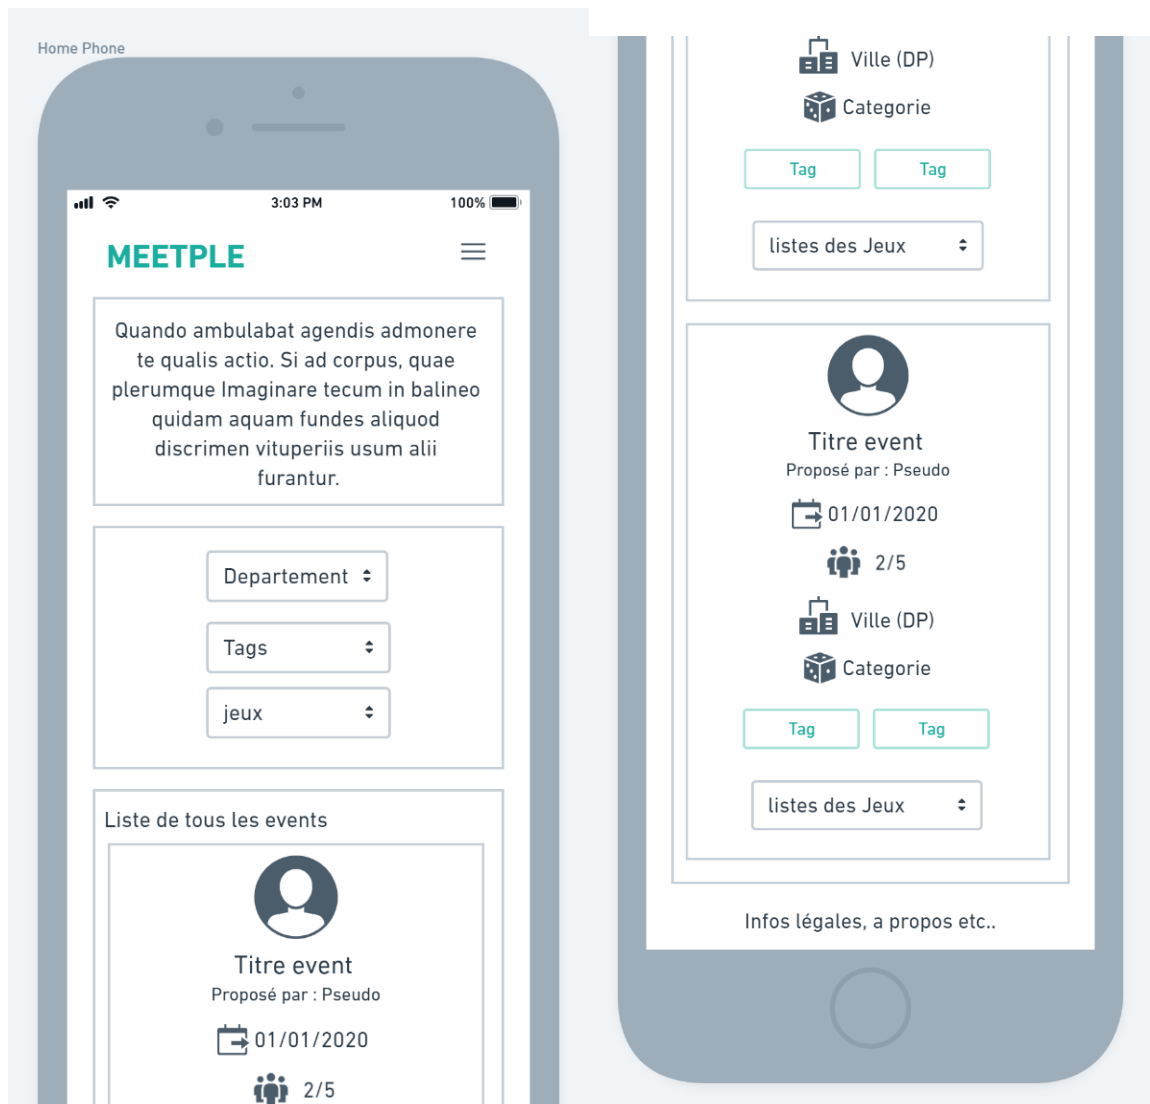 Home Phone
3:03 PM
100%
MEETPLE
Quando ambulabat agendis admonere
te qualis actio. Si ad corpus, quae
plerumque Imaginare tecum in balineo
quidam aquam fundes aliquod
discrimen vituperiis usum alii
furantur.
Departement
Tags
jeux
Liste de tous les events
Titre event
Proposé par : Pseudo
01/01/2020
2/5
Ville (DP)
Categorie
Tag Tag
listes des Jeux
Titre event
Proposé par : Pseudo
01/01/2020
2/5
Ville (DP)
Categorie
Tag Tag
listes des Jeux
Infos légales, a propos etc..